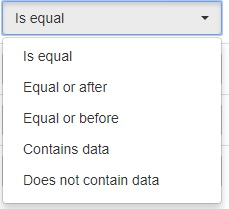 Is equal
Is equal
Equal or after
Equal or before
Contains data
Does not contain data